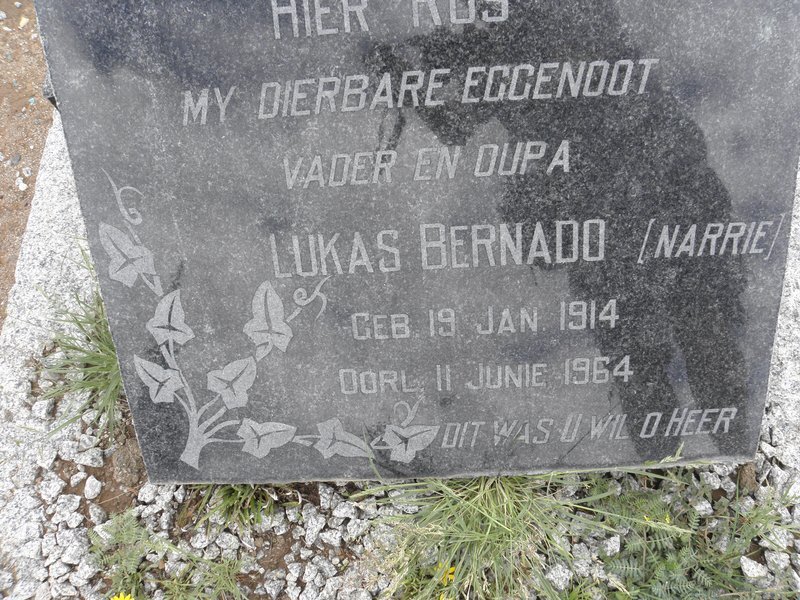 HIER RUS
MY DIERBARE EGGENOOT
VADER EN OUPA
LUKAS BERNADO [NARRIE]
GEB. 19 JAN. 1914
OORL. 11 JUNIE, 1964
DIT WAS U WIL O HEER